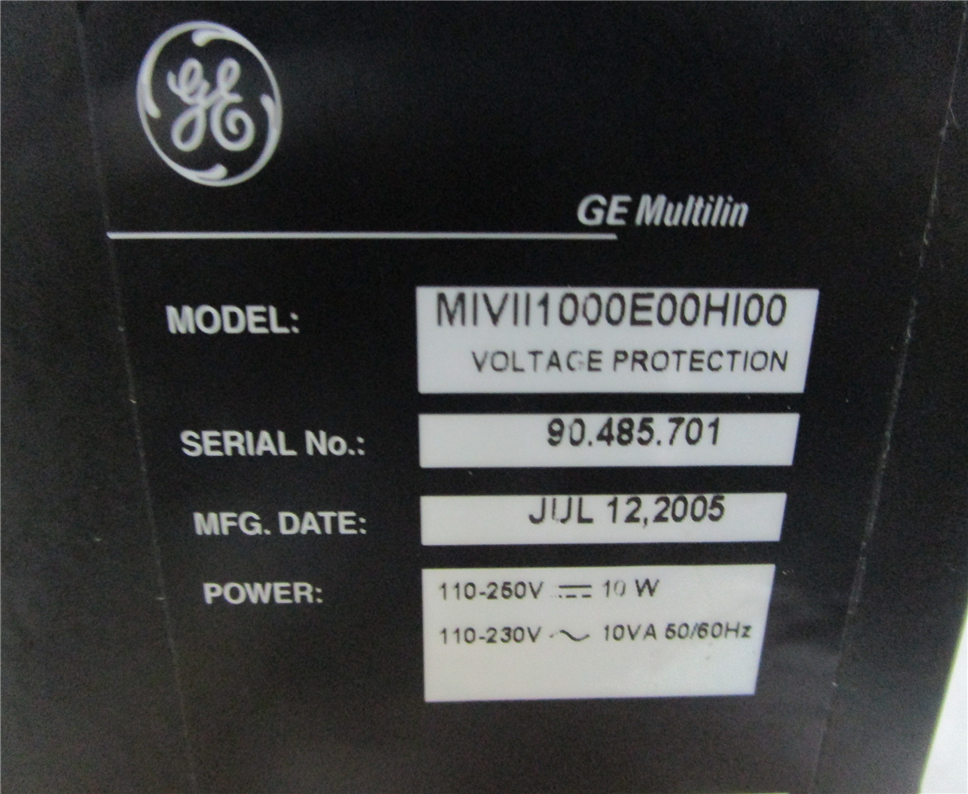 GE
GE Multilin
MODEL: MIVII1000E00HI00
VOLTAGE PROTECTION
SERIAL No.: 90.485.701
MFG. DATE: JUL 12,2005
POWER: 110-250V ⎓ 10 W
110-230V ~ 10VA 50/60Hz